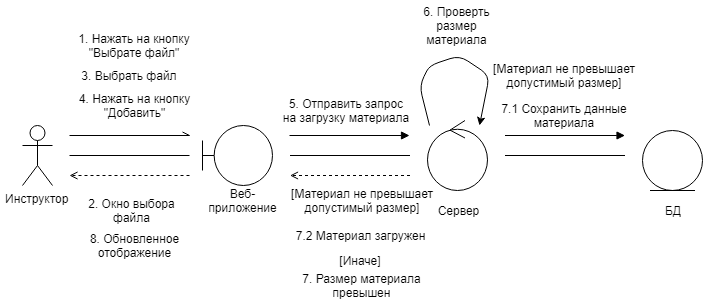 6. Проверть
размер
материала
1. Нажать на кнопку
"Выбрате файл"
3. Выбрать файл
4. Нажать на кнопку
"Добавить"
5. Отправить запрос
на загрузку материала
[Материал не превышает
допустимый размер]
7.1 Сохранить данные
материала
Инструктор
Веб-
приложение
Сервер
БД
2. Окно выбора
файла
8. Обновленное
отображение
[Материал не превышает
допустимый размер]
7.2 Материал загружен
[Иначе]
7. Размер материала
превышен